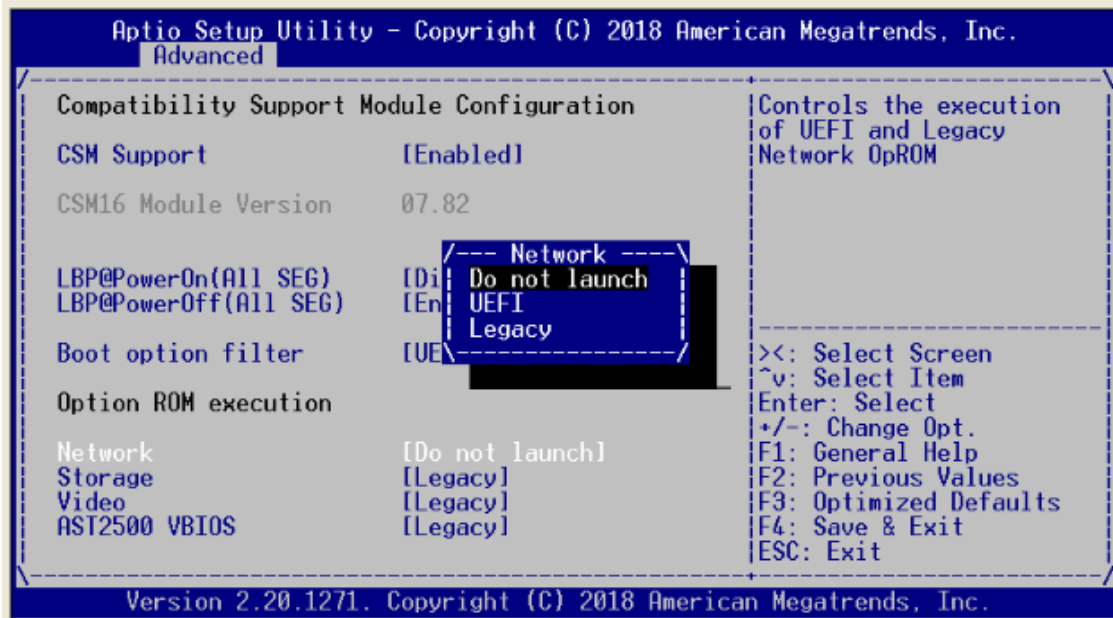 Aptio Setup Utility - Copyright (C) 2018 American Megatrends, Inc.
Advanced
Compatibility Support Module Configuration
CSM Support [Enabled]
CSM16 Module Version 07.82
LBP@PowerOn(All SEG) [Di
LBP@PowerOff(All SEG) [En
Boot option filter [UE
Option ROM execution
Network [Do not launch]
Storage [Legacy]
Video [Legacy]
AST2500 VBIOS [Legacy]
/--- Network ----\
Do not launch
UEFI
Legacy
Controls the execution
of UEFI and Legacy
Network OpROM
><: Select Screen
^v: Select Item
Enter: Select
+/-: Change Opt.
F1: General Help
F2: Previous Values
F3: Optimized Defaults
F4: Save & Exit
ESC: Exit
Version 2.20.1271. Copyright (C) 2018 American Megatrends, Inc.